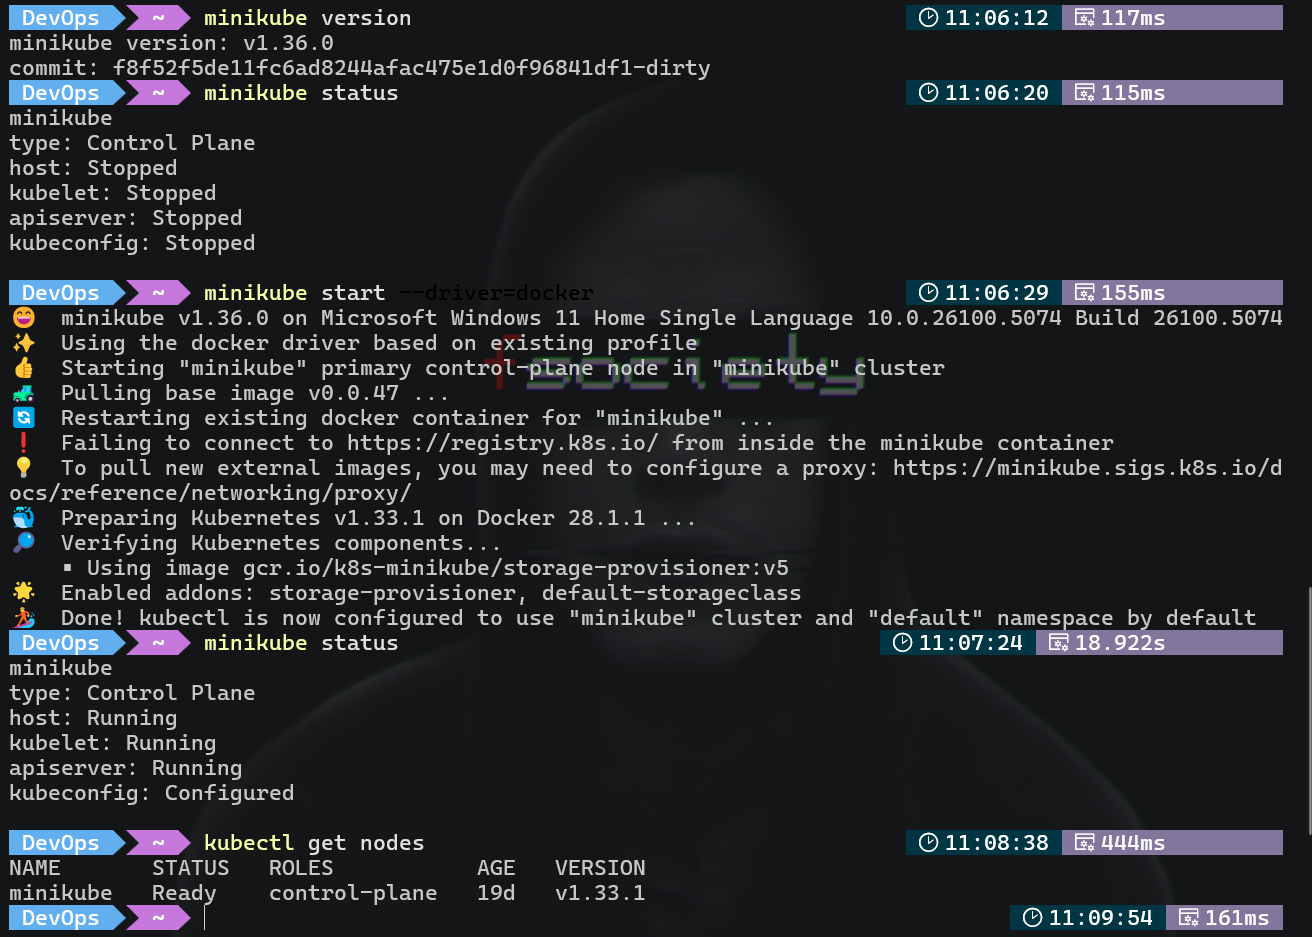 DevOps ~ minikube version 11:06:12 117ms
minikube version: v1.36.0
commit: f8f52f5de11fc6ad8244afac475e1d0f96841df1-dirty
DevOps ~ minikube status 11:06:20 115ms
minikube
type: Control Plane
host: Stopped
kubelet: Stopped
apiserver: Stopped
kubeconfig: Stopped
DevOps ~ minikube start --driver=docker 11:06:29 155ms
😄 minikube v1.36.0 on Microsoft Windows 11 Home Single Language 10.0.26100.5074 Build 26100.5074
✨ Using the docker driver based on existing profile
👍 Starting "minikube" primary control-plane node in "minikube" cluster
fsociety
🚜 Pulling base image v0.0.47 ...
🔄 Restarting existing docker container for "minikube" ...
❗ Failing to connect to https://registry.k8s.io/ from inside the minikube container
💡 To pull new external images, you may need to configure a proxy: https://minikube.sigs.k8s.io/d
ocs/reference/networking/proxy/
🐳 Preparing Kubernetes v1.33.1 on Docker 28.1.1 ...
🔎 Verifying Kubernetes components...
▪ Using image gcr.io/k8s-minikube/storage-provisioner:v5
🌟 Enabled addons: storage-provisioner, default-storageclass
🏄 Done! kubectl is now configured to use "minikube" cluster and "default" namespace by default
DevOps ~ minikube status 11:07:24 18.922s
minikube
type: Control Plane
host: Running
kubelet: Running
apiserver: Running
kubeconfig: Configured
DevOps ~ kubectl get nodes 11:08:38 444ms
NAME STATUS ROLES AGE VERSION
minikube Ready control-plane 19d v1.33.1
DevOps ~ 11:09:54 161ms